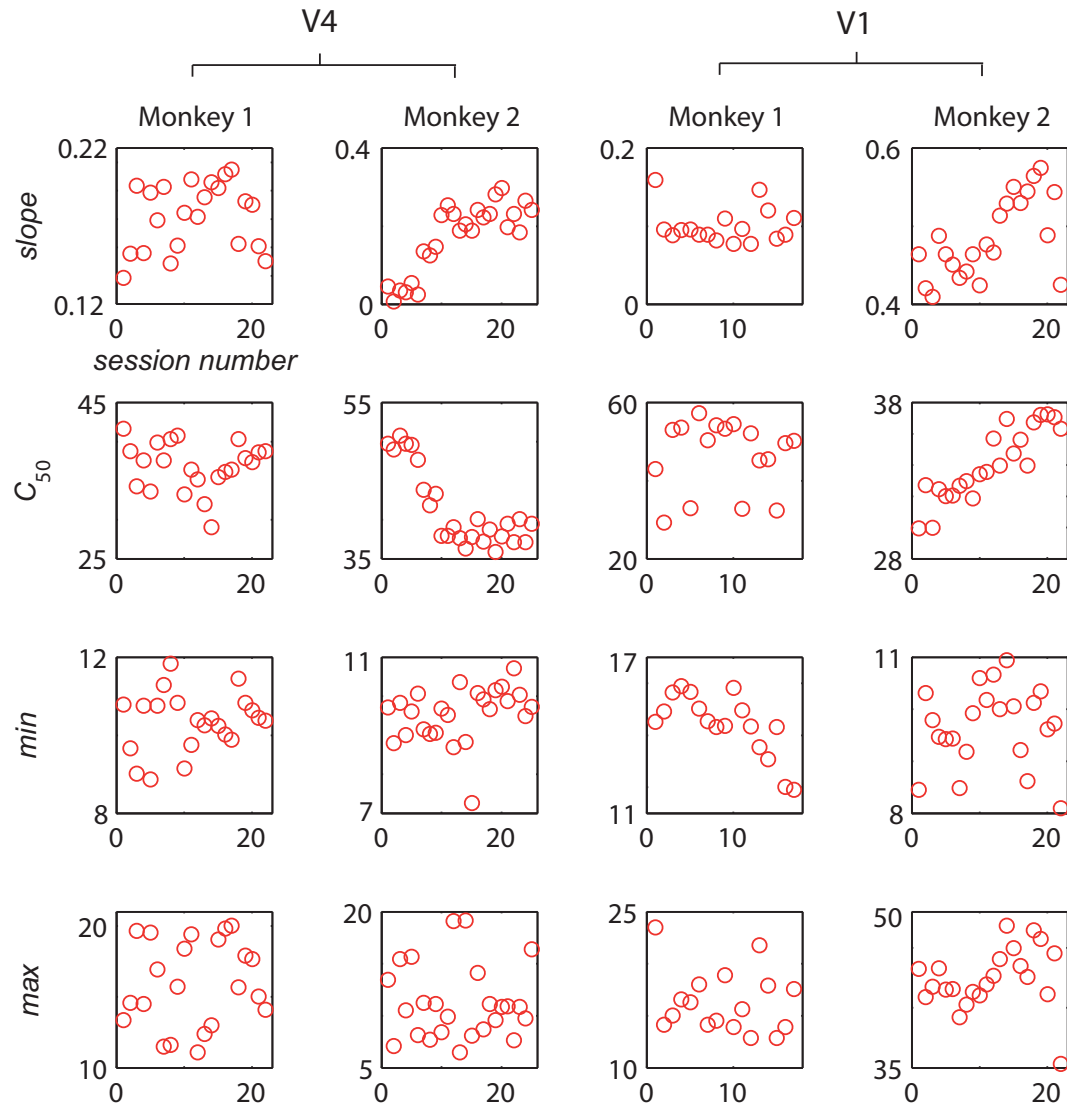 V4 V1
Monkey 1 Monkey 2 Monkey 1 Monkey 2
slope
0.22 0.4 0.2 0.6
0.12 0 0 0.4
0 20 0 20 0 10 0 20
session number
C50
45 55 60 38
25 35 20 28
0 20 0 20 0 10 0 20
min
12 11 17 11
8 7 11 8
0 20 0 20 0 10 0 20
max
20 20 25 50
10 5 10 35
0 20 0 20 0 10 0 20